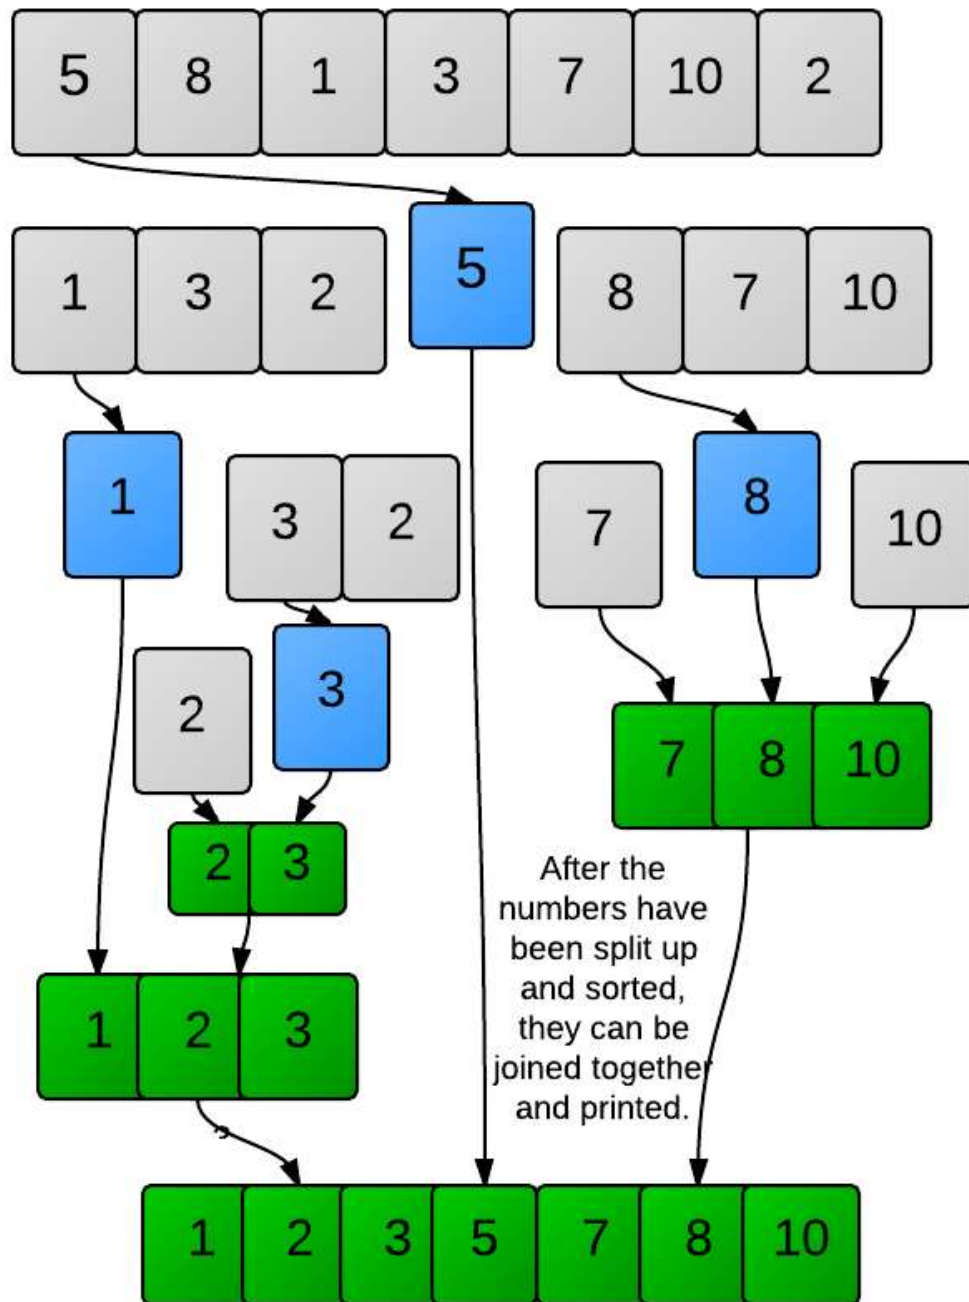 5 8 1 3 7 10 2
5
1 3 2
8 7 10
1
3 2
7
8
10
2
3
7 8 10
2 3
After the
numbers have
been split up
and sorted,
they can be
joined together
and printed.
1 2 3
1 2 3 5 7 8 10